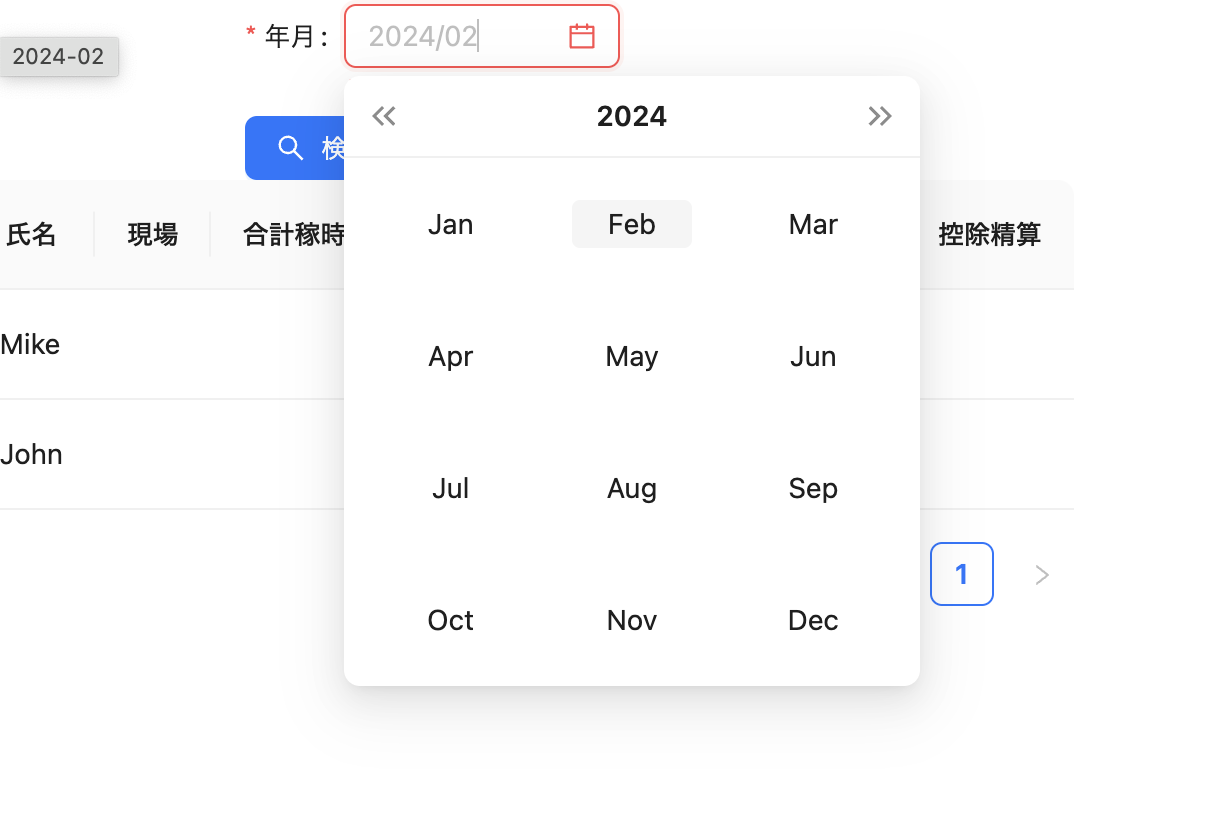 * 年月 :
2024/02
2024-02
2024
検
氏名 現場 合計稼時 控除精算
Jan Feb Mar
Mike
Apr May Jun
John
Jul Aug Sep
1
Oct Nov Dec